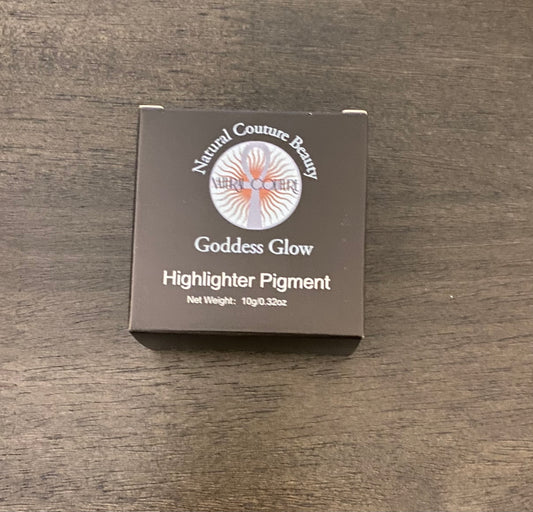 Natural Couture Beauty
Goddess Glow
Highlighter Pigment
Net Weight: 10g/0.32oz